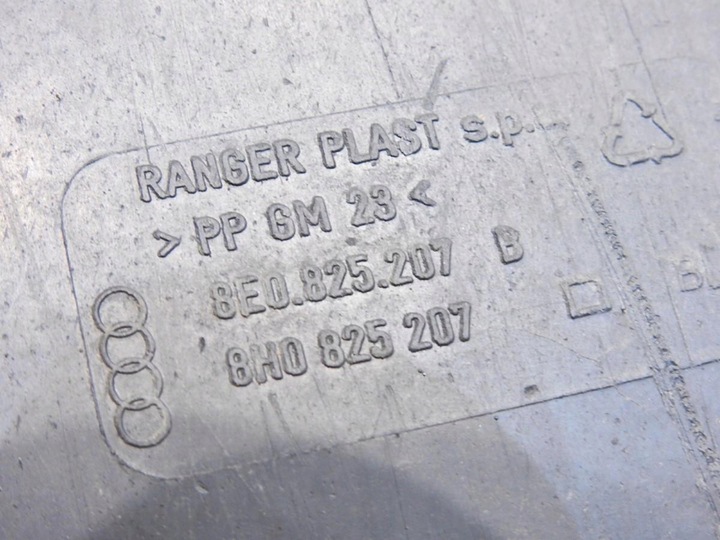 RANGER PLAST s.p.
> PP GM 23 <
8E0.825.207 B
8H0 825 207